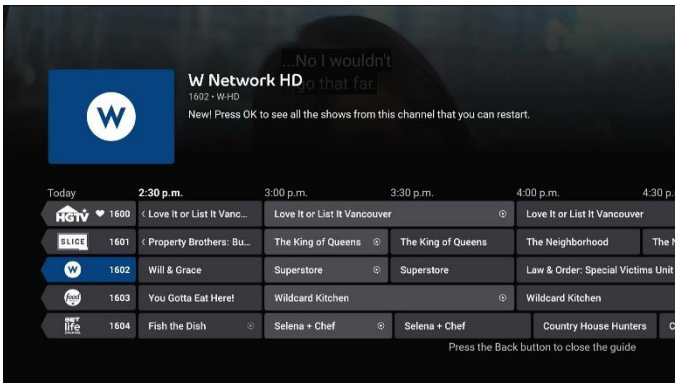 ...No I wouldn't
go that far.
W Network HD
1602 • W-HD
New! Press OK to see all the shows from this channel that you can restart.
W
Today 2:30 p.m. 3:00 p.m. 3:30 p.m. 4:00 p.m. 4:30 p.
HGTV 1600 ‹ Love It or List It Vanc... Love It or List It Vancouver Love It or List It Vancouver
SLICE 1601 ‹ Property Brothers: Bu... The King of Queens The King of Queens The Neighborhood The N
W 1602 Will & Grace Superstore Superstore Law & Order: Special Victims Unit
food 1603 You Gotta Eat Here! Wildcard Kitchen Wildcard Kitchen
life 1604 Fish the Dish Selena + Chef Selena + Chef Country House Hunters C
Press the Back button to close the guide